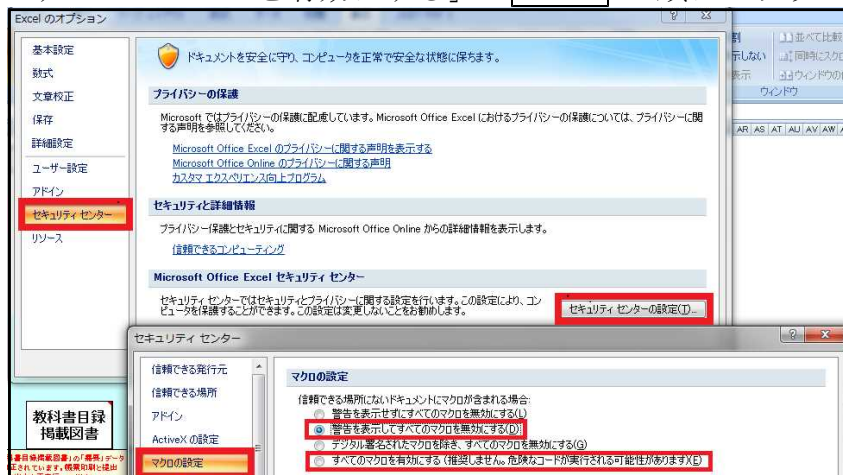 Excel のオプション
基本設定
数式
文章校正
保存
詳細設定
ユーザー設定
アドイン
セキュリティ センター
リソース
ドキュメントを安全に守り、コンピュータを正常で安全な状態に保ちます。
プライバシーの保護
Microsoft ではプライバシーの保護に配慮しています。Microsoft Office Excel におけるプライバシーの保護については、プライバシーに関
する声明を参照してください。
Microsoft Office Excel のプライバシーに関する声明を表示する
Microsoft Office Online のプライバシーに関する声明
カスタマ エクスペリエンス向上プログラム
セキュリティと詳細情報
プライバシー保護とセキュリティに関する Microsoft Office Online からの詳細情報を表示します。
信頼できるコンピューティング
Microsoft Office Excel セキュリティ センター
セキュリティ センターではセキュリティとプライバシーに関する設定を行います。この設定により、コン
ピュータを保護することができます。この設定は変更しないことをお勧めします。
セキュリティ センターの設定(T)...
並べて比較
示しない
同時にスクロ
表示
ウィンドウの
ウィンドウ
AR AS AT AU AV AW
セキュリティ センター
信頼できる発行元
信頼できる場所
アドイン
ActiveX の設定
マクロの設定
マクロの設定
信頼できる場所にないドキュメントにマクロが含まれる場合:
警告を表示せずにすべてのマクロを無効にする(L)
警告を表示してすべてのマクロを無効にする(D)
デジタル署名されたマクロを除き、すべてのマクロを無効にする(G)
すべてのマクロを有効にする (推奨しません。危険なコードが実行される可能性があります)(E)
教科書目録
掲載図書